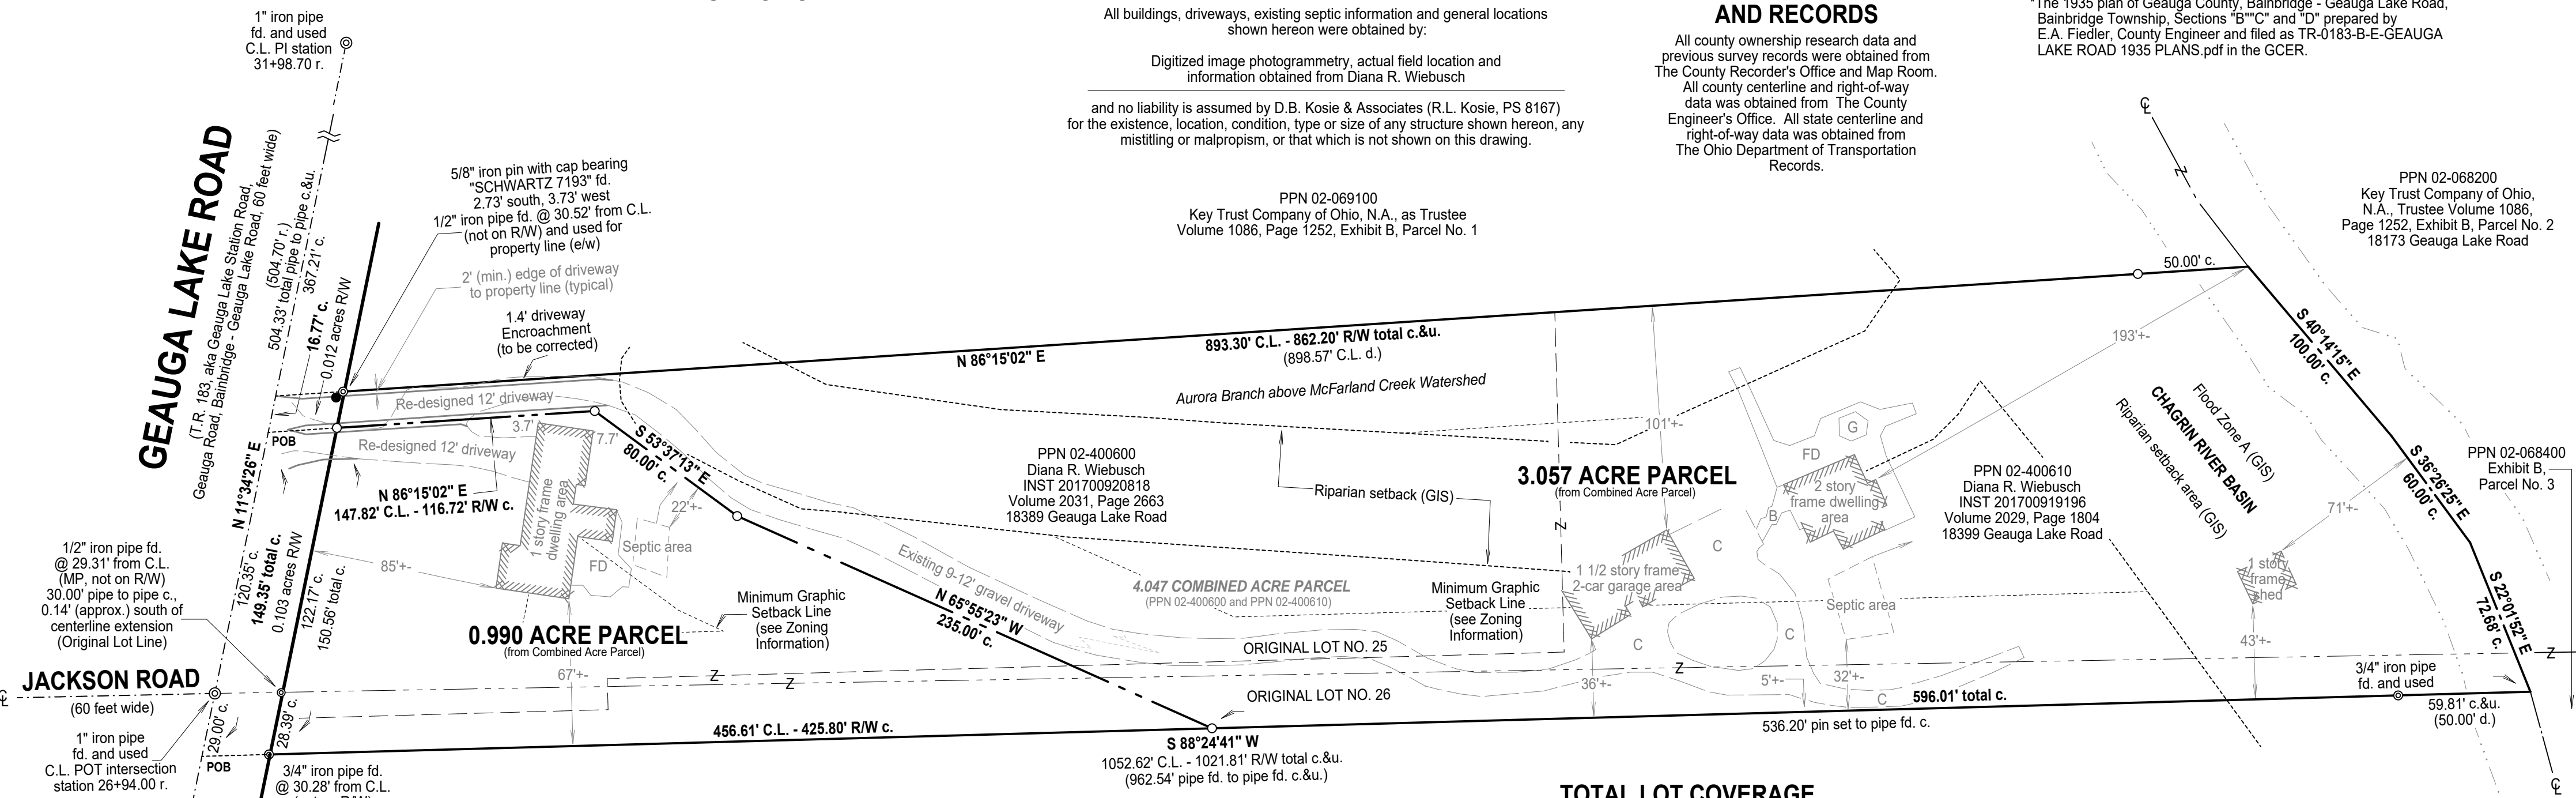 1" iron pipe
fd. and used
C.L. PI station
31+98.70 r.
GEAUGA LAKE ROAD
(T.R. 183, aka Geauga Lake Station Road,
Geauga Road, Bainbridge - Geauga Lake Road, 60 feet wide)
(504.70' r.)
504.33' total pipe to pipe c.&u.
367.21' c.
16.77' c.
0.012 acres R/W
5/8" iron pin with cap bearing
"SCHWARTZ 7193" fd.
2.73' south, 3.73' west
1/2" iron pipe fd. @ 30.52' from C.L.
(not on R/W) and used for
property line (e/w)
2' (min.) edge of driveway
to property line (typical)
1.4' driveway
Encroachment
(to be corrected)
All buildings, driveways, existing septic information and general locations
shown hereon were obtained by:
Digitized image photogrammetry, actual field location and
information obtained from Diana R. Wiebusch
and no liability is assumed by D.B. Kosie & Associates (R.L. Kosie, PS 8167)
for the existence, location, condition, type or size of any structure shown hereon, any
mistitling or malpropism, or that which is not shown on this drawing.
AND RECORDS
All county ownership research data and
previous survey records were obtained from
The County Recorder's Office and Map Room.
All county centerline and right-of-way
data was obtained from The County
Engineer's Office. All state centerline and
right-of-way data was obtained from
The Ohio Department of Transportation
Records.
"The 1935 plan of Geauga County, Bainbridge - Geauga Lake Road,
Bainbridge Township, Sections "B""C" and "D" prepared by
E.A. Fiedler, County Engineer and filed as TR-0183-B-E-GEAUGA
LAKE ROAD 1935 PLANS.pdf in the GCER.
PPN 02-069100
Key Trust Company of Ohio, N.A., as Trustee
Volume 1086, Page 1252, Exhibit B, Parcel No. 1
PPN 02-068200
Key Trust Company of Ohio,
N.A., Trustee Volume 1086,
Page 1252, Exhibit B, Parcel No. 2
18173 Geauga Lake Road
N 86°15'02" E
893.30' C.L. - 862.20' R/W total c.&u.
(898.57' C.L. d.)
50.00' c.
Aurora Branch above McFarland Creek Watershed
193'+-
101'+-
S 40°14'15" E
100.00' c.
Flood Zone A (GIS)
CHAGRIN RIVER BASIN
Riparian setback area (GIS)
S 36°26'25" E
60.00' c.
PPN 02-068400
Exhibit B,
Parcel No. 3
Re-designed 12' driveway
POB
Re-designed 12' driveway
3.7'
7.7'
S 53°37'13" E
80.00' c.
N 11°34'26" E
N 86°15'02" E
147.82' C.L. - 116.72' R/W c.
1 story frame
dwelling area
22'+-
Septic area
FD
85'+-
PPN 02-400600
Diana R. Wiebusch
INST 201700920818
Volume 2031, Page 2663
18389 Geauga Lake Road
Riparian setback (GIS)
3.057 ACRE PARCEL
(from Combined Acre Parcel)
G
FD
2 story
frame dwelling
area
B
C
PPN 02-400610
Diana R. Wiebusch
INST 201700919196
Volume 2029, Page 1804
18399 Geauga Lake Road
71'+-
1 story
frame
shed
S 22°01'52" E
72.68' c.
1/2" iron pipe fd.
@ 29.31' from C.L.
(MP, not on R/W)
30.00' pipe to pipe c.,
0.14' (approx.) south of
centerline extension
(Original Lot Line)
120.35' c.
149.35' total c.
0.103 acres R/W
122.17' c.
150.56' total c.
Existing 9-12' gravel driveway
N 65°55'23" W
235.00' c.
4.047 COMBINED ACRE PARCEL
(PPN 02-400600 and PPN 02-400610)
Minimum Graphic
Setback Line
(see Zoning
Information)
Minimum Graphic
Setback Line
(see Zoning
Information)
1 1/2 story frame
2-car garage area
Septic area
0.990 ACRE PARCEL
(from Combined Acre Parcel)
67'+-
Z
Z
Z
Z
Z
Z
ORIGINAL LOT NO. 25
ORIGINAL LOT NO. 26
C
C
C
36'+-
5'+-
32'+-
43'+-
3/4" iron pipe
fd. and used
59.81' c.&u.
(50.00' d.)
JACKSON ROAD
(60 feet wide)
29.00' c.
28.39' c.
1" iron pipe
fd. and used
C.L. POT intersection
station 26+94.00 r.
POB
3/4" iron pipe fd.
@ 30.28' from C.L.
456.61' C.L. - 425.80' R/W c.
S 88°24'41" W
1052.62' C.L. - 1021.81' R/W total c.&u.
(962.54' pipe fd. to pipe fd. c.&u.)
596.01' total c.
536.20' pin set to pipe fd. c.
TOTAL LOT COVERAGE